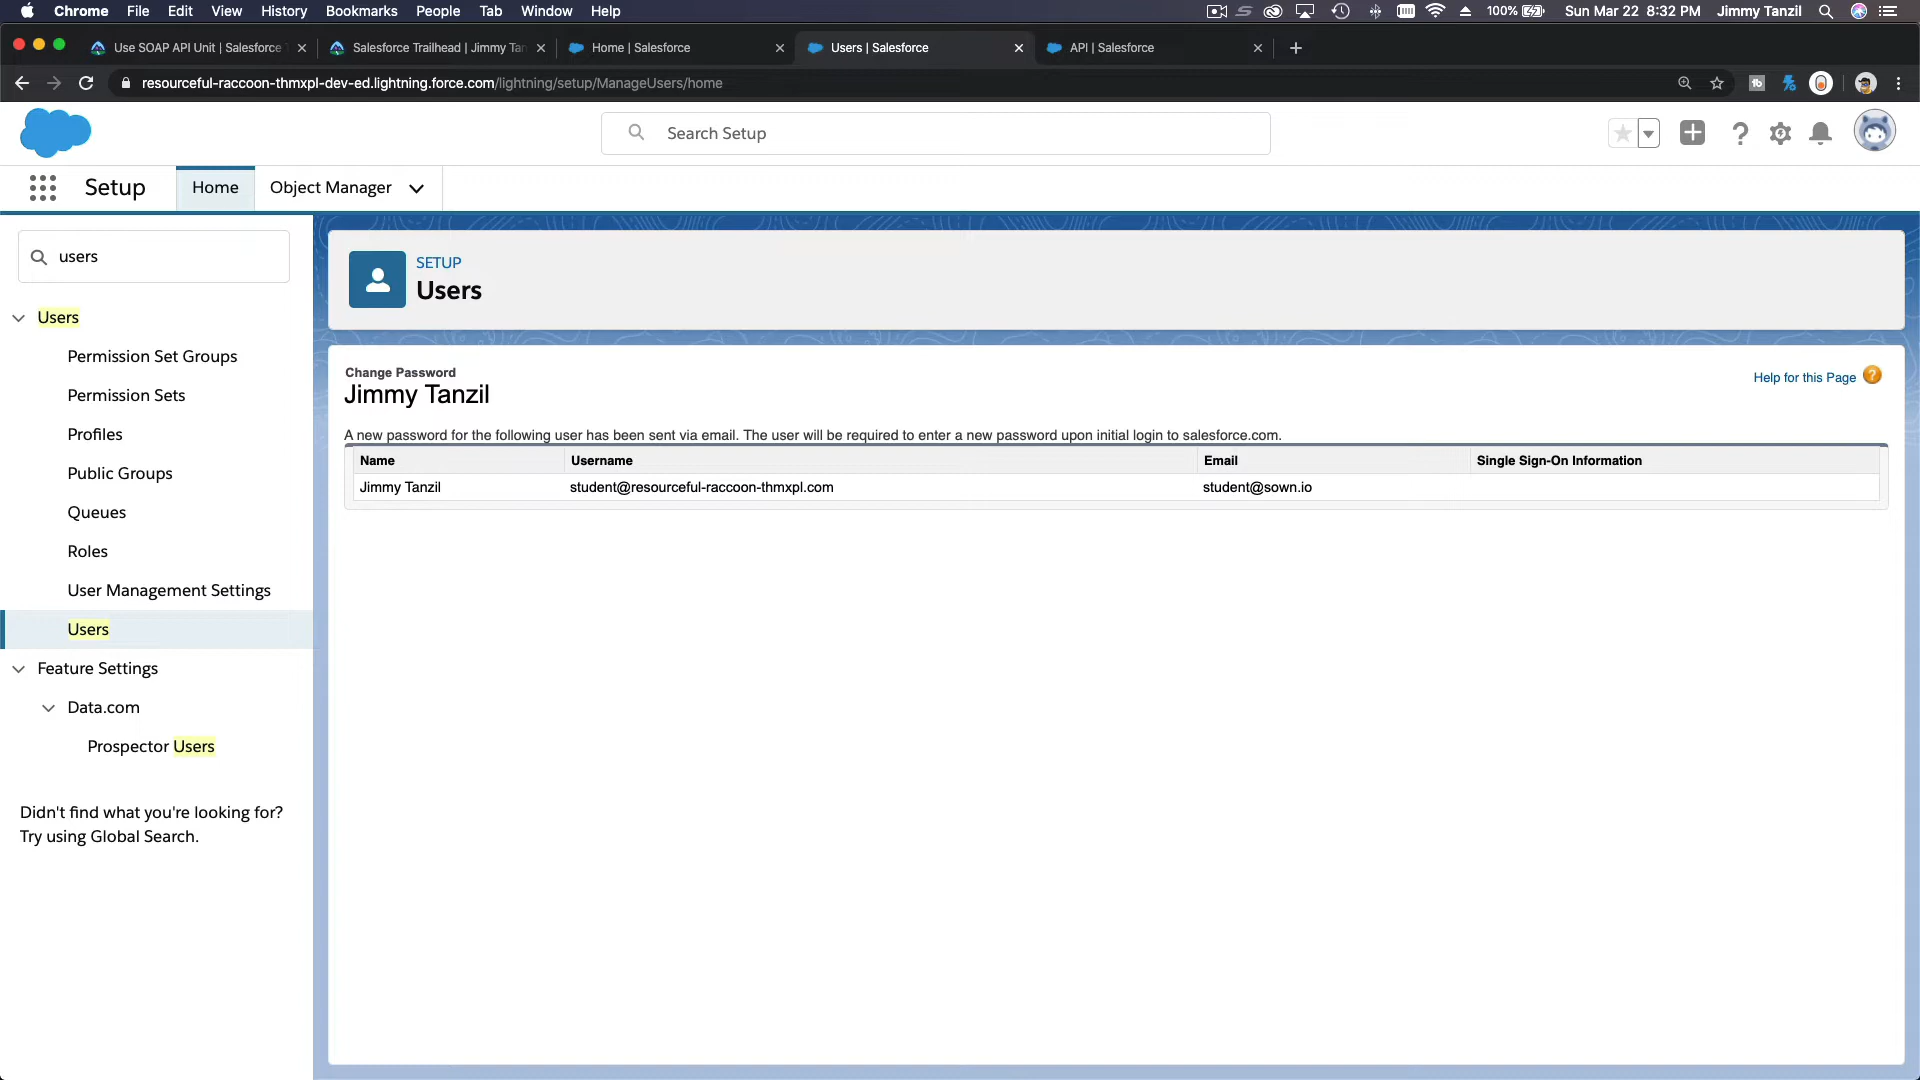 Chrome File Edit View History Bookmarks People Tab Window Help 100% Sun Mar 22 8:32 PM Jimmy Tanzil
Use SOAP API Unit | Salesforce Salesforce Trailhead | Jimmy Tan Home | Salesforce Users | Salesforce API | Salesforce
resourceful-raccoon-thmxpl-dev-ed.lightning.force.com/lightning/setup/ManageUsers/home
Search Setup
Setup Home Object Manager
users
Users
Permission Set Groups
Permission Sets
Profiles
Public Groups
Queues
Roles
User Management Settings
Users
Feature Settings
Data.com
Prospector Users
Didn't find what you're looking for?
Try using Global Search.
SETUP
Users
Change Password
Jimmy Tanzil
Help for this Page
A new password for the following user has been sent via email. The user will be required to enter a new password upon initial login to salesforce.com.
Name Username Email Single Sign-On Information
Jimmy Tanzil student@resourceful-raccoon-thmxpl.com student@sown.io